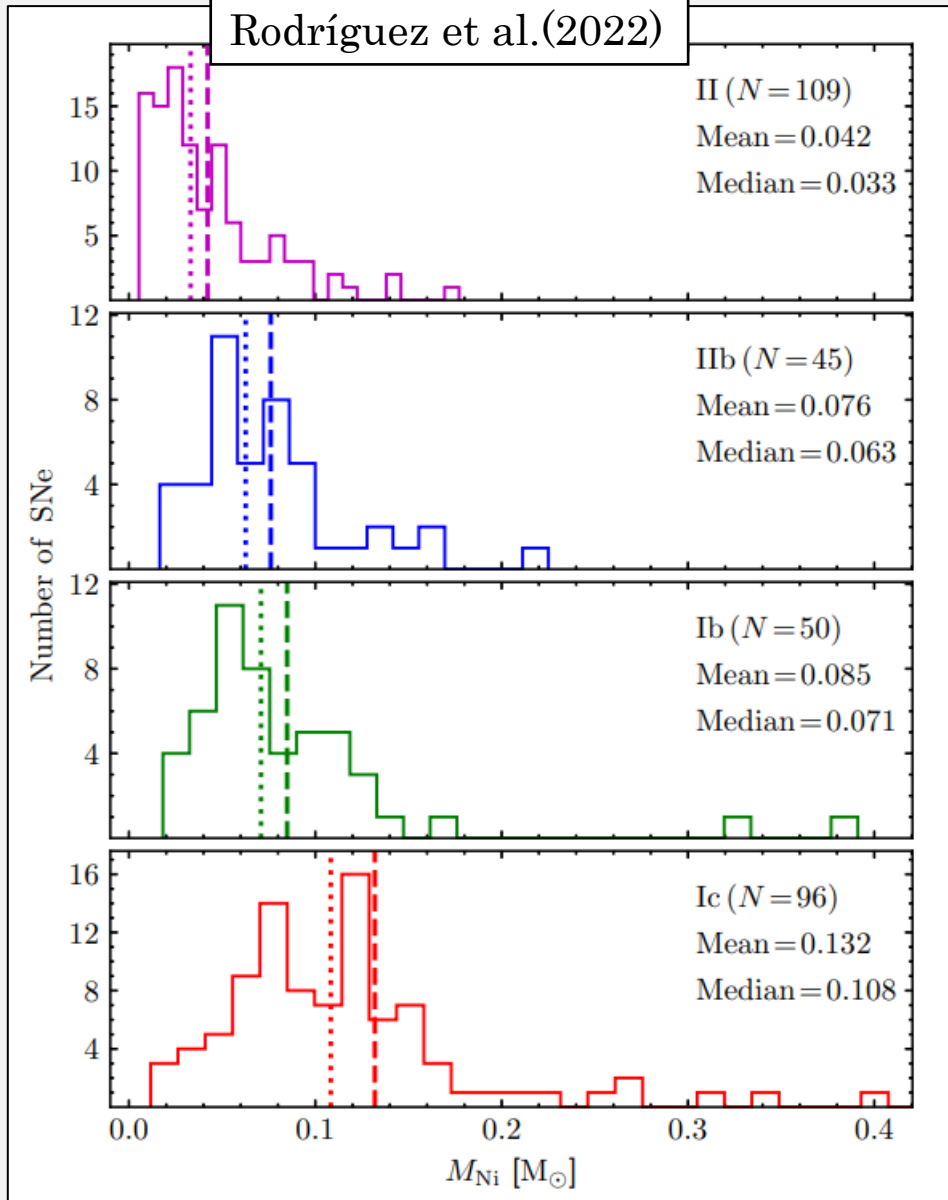 Rodríguez et al.(2022)
15
10
5
II (N=109)
Mean=0.042
Median=0.033
12
8
4
IIb (N=45)
Mean=0.076
Median=0.063
Number of SNe
12
8
4
Ib (N=50)
Mean=0.085
Median=0.071
16
12
8
4
Ic (N=96)
Mean=0.132
Median=0.108
0.0 0.1 0.2 0.3 0.4
M_Ni [M_⊙]